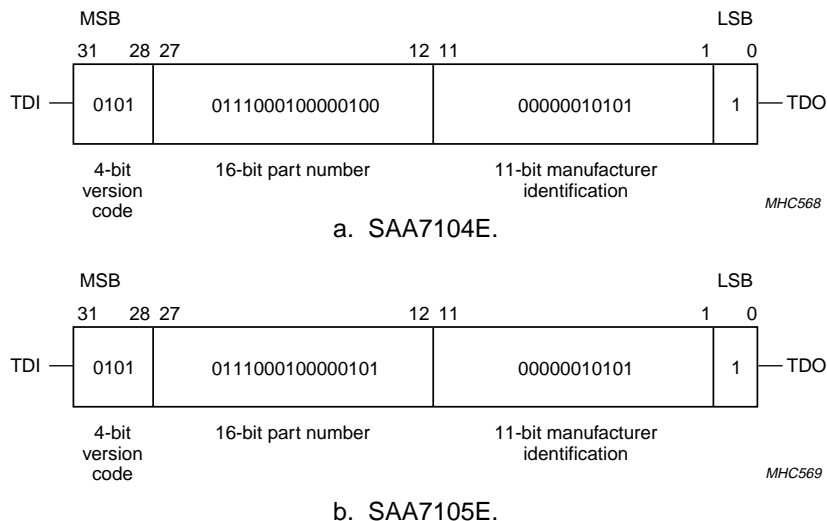 MSB LSB
31 28 27 12 11 1 0
TDI 0101 0111000100000100 00000010101 1 TDO
4-bit 16-bit part number 11-bit manufacturer
version identification
code
MHC568
a. SAA7104E.
MSB LSB
31 28 27 12 11 1 0
TDI 0101 0111000100000101 00000010101 1 TDO
4-bit 16-bit part number 11-bit manufacturer
version identification
code
MHC569
b. SAA7105E.